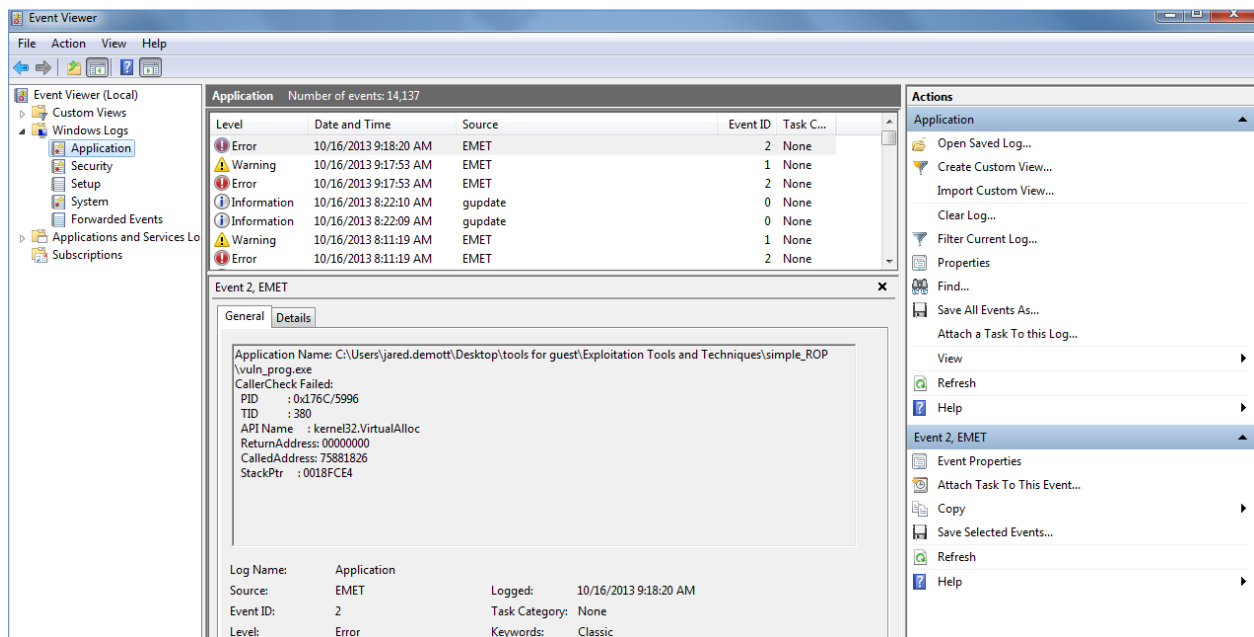 Event Viewer
File Action View Help
Event Viewer (Local)
Custom Views
Windows Logs
Application
Security
Setup
System
Forwarded Events
Applications and Services Lo
Subscriptions
Application Number of events: 14,137
Level Date and Time Source Event ID Task C...
Error 10/16/2013 9:18:20 AM EMET 2 None
Warning 10/16/2013 9:17:53 AM EMET 1 None
Error 10/16/2013 9:17:53 AM EMET 2 None
Information 10/16/2013 8:22:10 AM gupdate 0 None
Information 10/16/2013 8:22:09 AM gupdate 0 None
Warning 10/16/2013 8:11:19 AM EMET 1 None
Error 10/16/2013 8:11:19 AM EMET 2 None
Event 2, EMET
General Details
Application Name: C:\Users\jared.demott\Desktop\tools for guest\Exploitation Tools and Techniques\simple_ROP
\vuln_prog.exe
CallerCheck Failed:
PID : 0x176C/5996
TID : 380
API Name : kernel32.VirtualAlloc
ReturnAddress: 00000000
CalledAddress: 75881826
StackPtr : 0018FCE4
Log Name: Application
Source: EMET Logged: 10/16/2013 9:18:20 AM
Event ID: 2 Task Category: None
Level: Error Keywords: Classic
Actions
Application
Open Saved Log...
Create Custom View...
Import Custom View...
Clear Log...
Filter Current Log...
Properties
Find...
Save All Events As...
Attach a Task To this Log...
View
Refresh
Help
Event 2, EMET
Event Properties
Attach Task To This Event...
Copy
Save Selected Events...
Refresh
Help